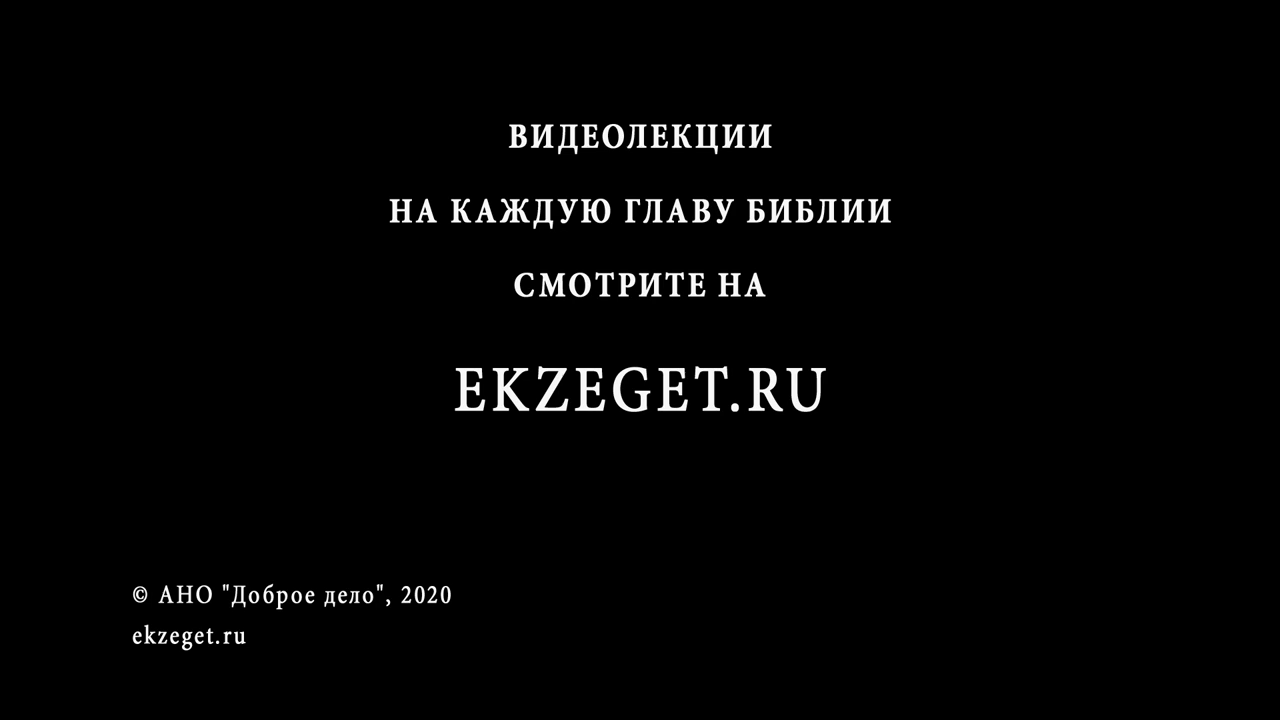 ВИДЕОЛЕКЦИИ
НА КАЖДУЮ ГЛАВУ БИБЛИИ
СМОТРИТЕ НА
EKZEGET.RU
© АНО "Доброе дело", 2020
ekzeget.ru